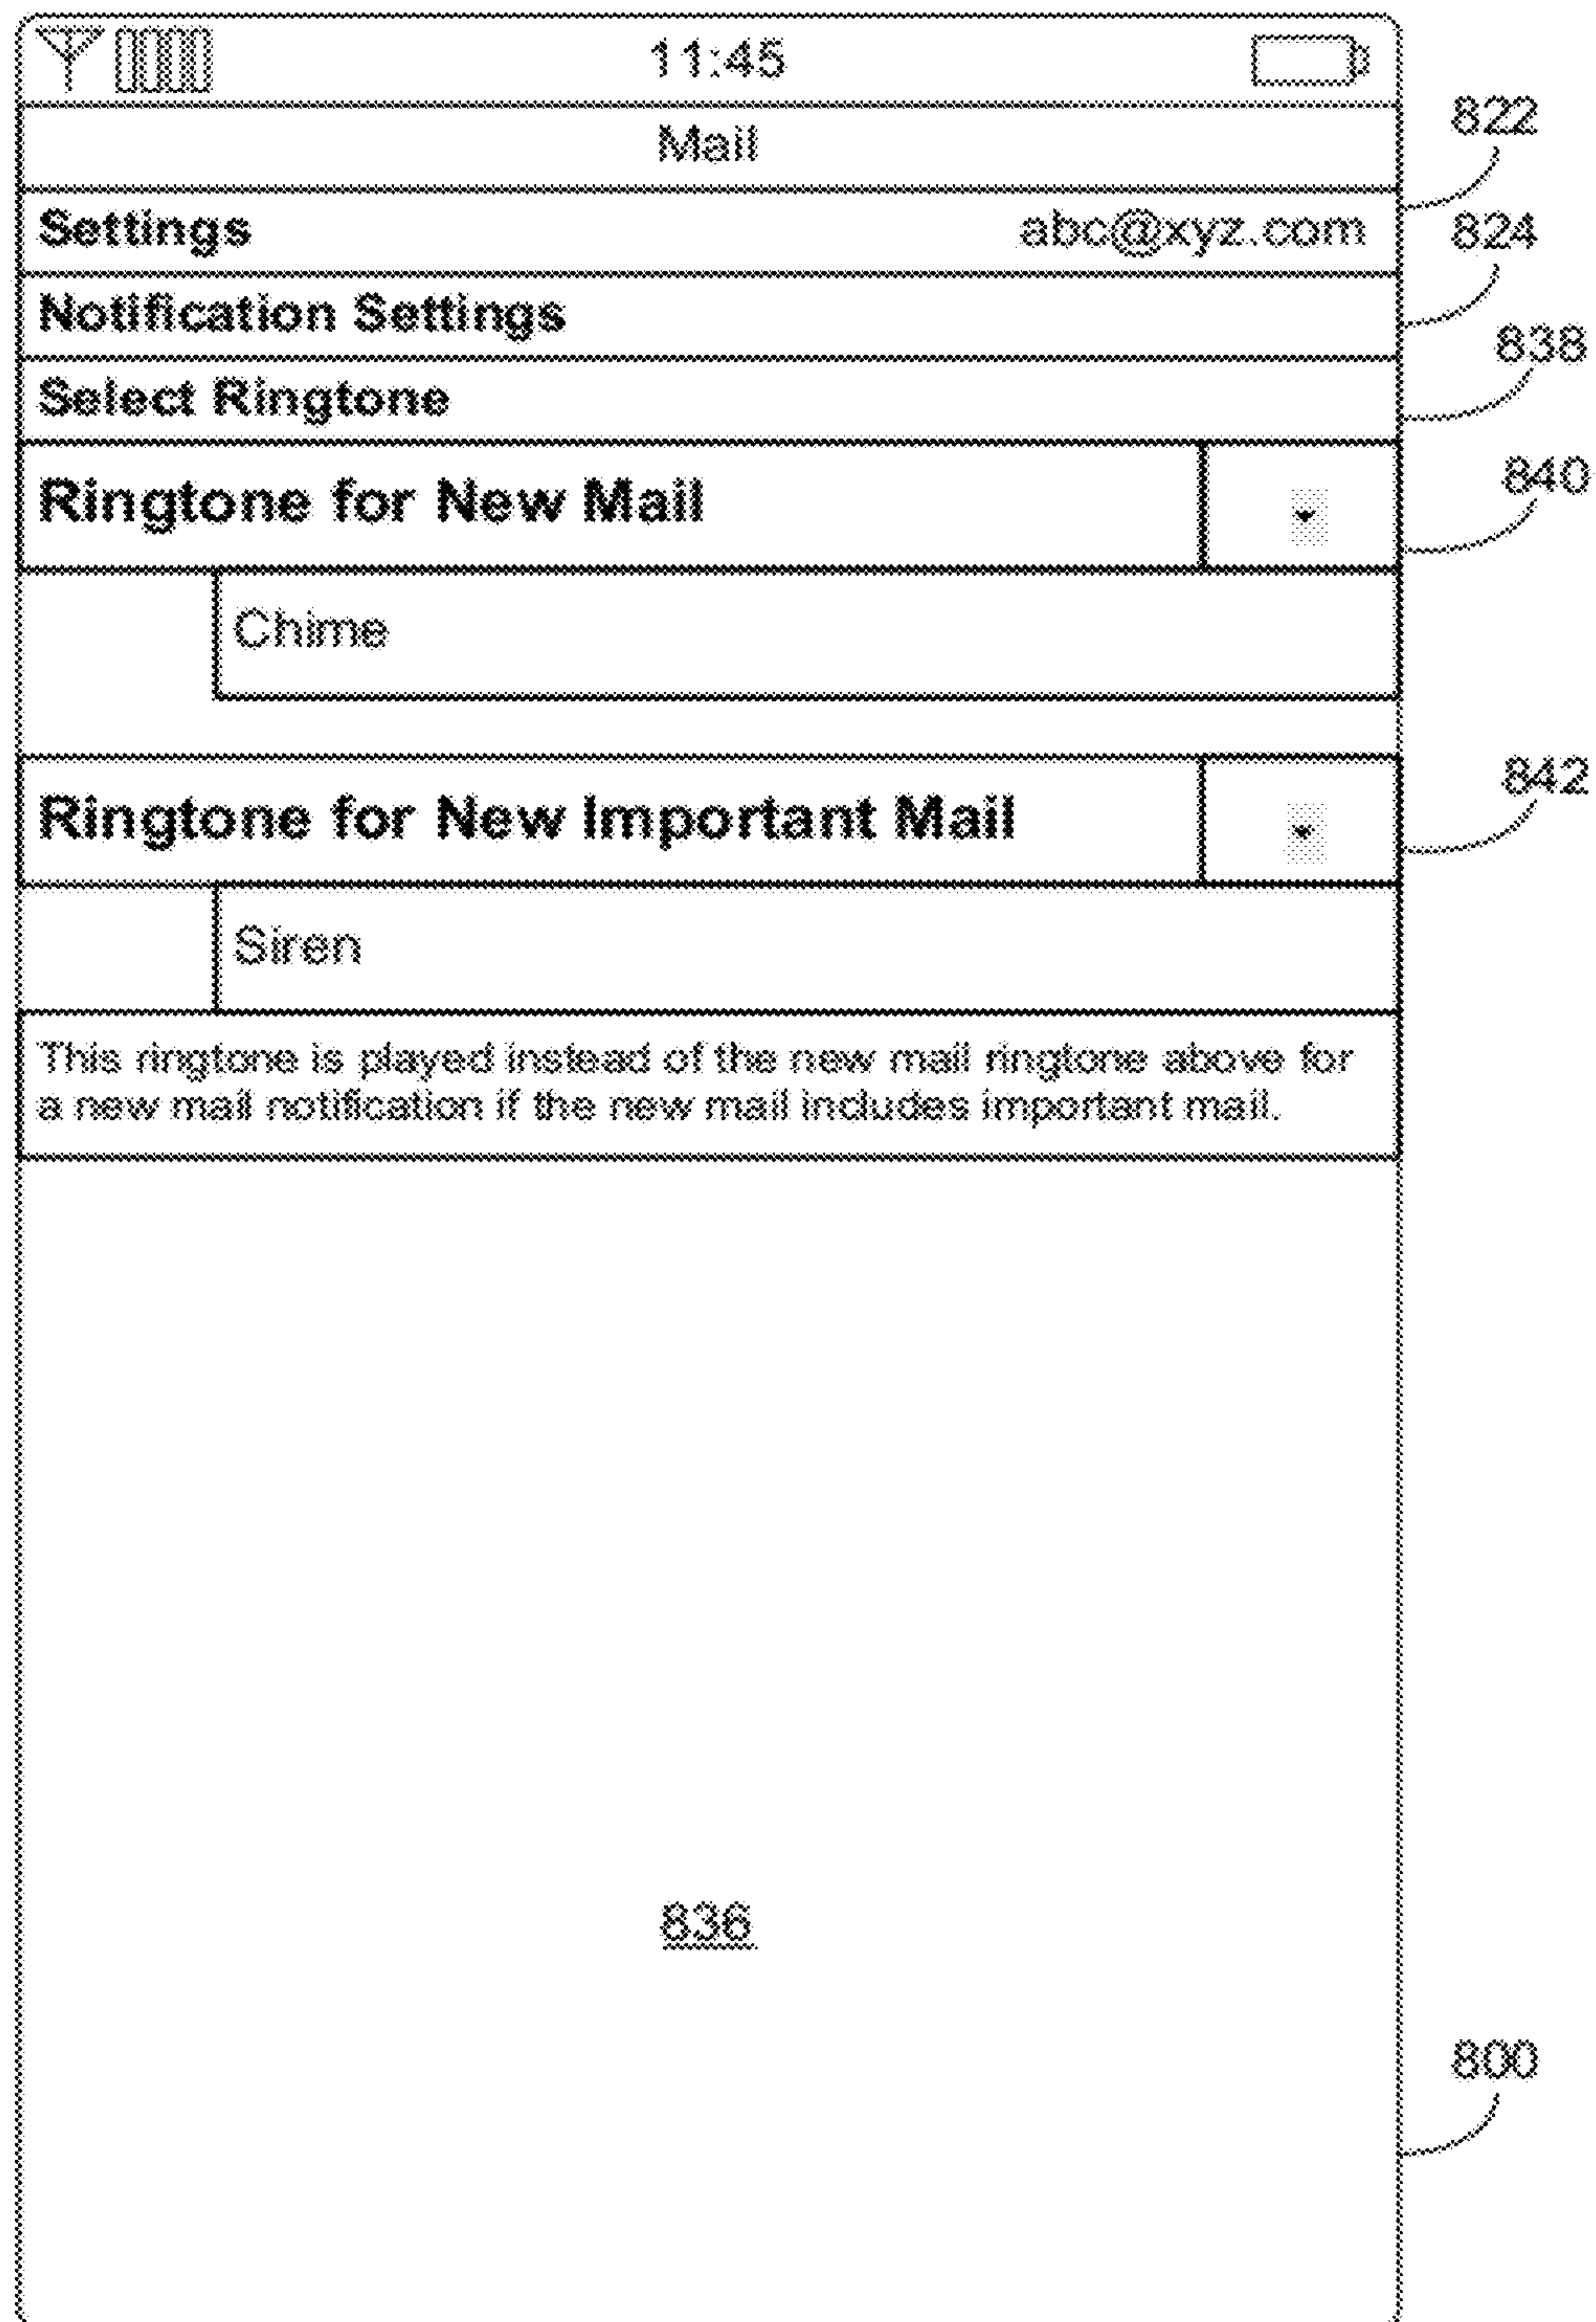 11:45
Mail
822
Settings abc@xyz.com
824
Notification Settings
838
Select Ringtone
840
Ringtone for New Mail
Chime
842
Ringtone for New Important Mail
Siren
This ringtone is played instead of the new mail ringtone above for
a new mail notification if the new mail includes important mail.
836
800